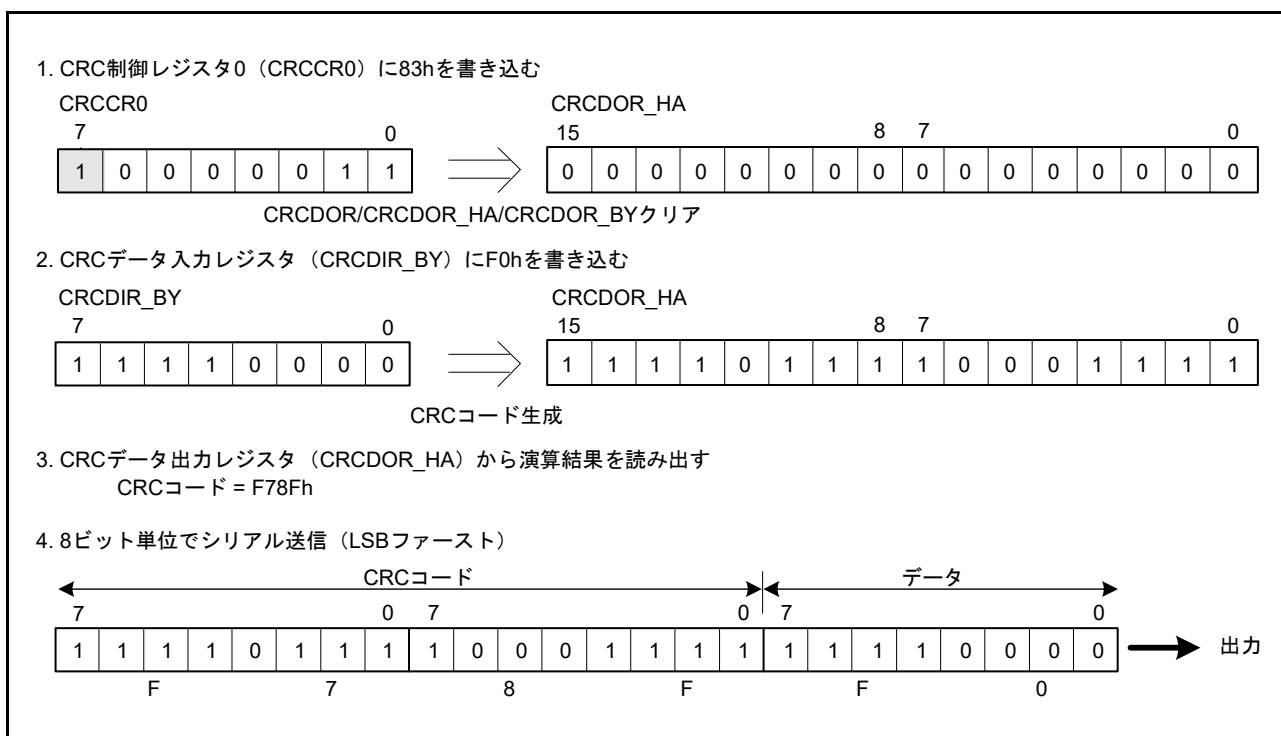 1. CRC制御レジスタ0（CRCCR0）に83hを書き込む
CRCCR0 CRCDOR_HA
7 0 15 8 7 0
1 0 0 0 0 0 1 1 0 0 0 0 0 0 0 0 0 0 0 0 0 0 0 0
CRCDOR/CRCDOR_HA/CRCDOR_BYクリア
2. CRCデータ入力レジスタ（CRCDIR_BY）にF0hを書き込む
CRCDIR_BY CRCDOR_HA
7 0 15 8 7 0
1 1 1 1 0 0 0 0 1 1 1 1 0 1 1 1 1 0 0 0 1 1 1 1
CRCコード生成
3. CRCデータ出力レジスタ（CRCDOR_HA）から演算結果を読み出す
CRCコード = F78Fh
4. 8ビット単位でシリアル送信（LSBファースト）
CRCコード データ
7 0 7 0 7 0
1 1 1 1 0 1 1 1 1 0 0 0 1 1 1 1 1 1 1 1 0 0 0 0 出力
F 7 8 F F 0